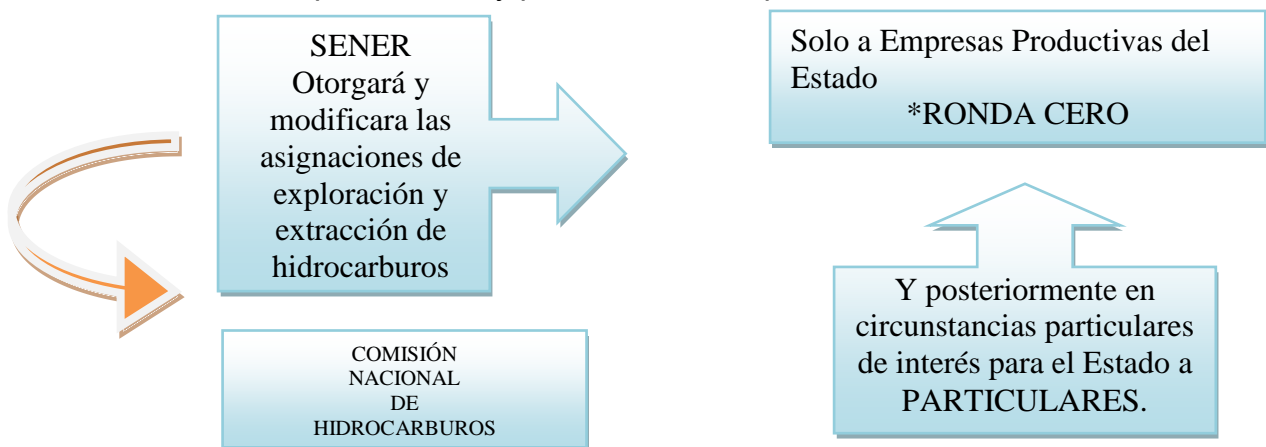 SENER
Otorgará y
modificara las
asignaciones de
exploración y
extracción de
hidrocarburos
Solo a Empresas Productivas del
Estado
*RONDA CERO
COMISIÓN
NACIONAL
DE
HIDROCARBUROS
Y posteriormente en
circunstancias particulares
de interés para el Estado a
PARTICULARES.